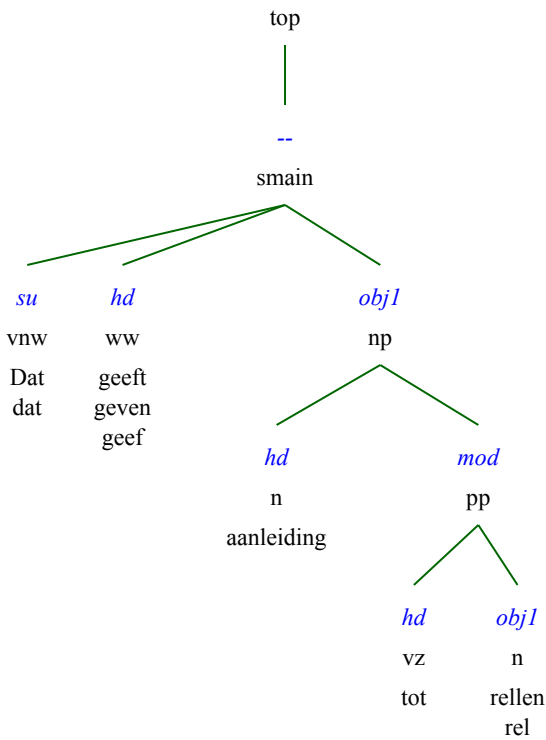 top
--
smain
su hd obj1
vnw ww np
Dat geeft
dat geven
geef
hd mod
n pp
aanleiding
hd obj1
vz n
tot rellen
rel